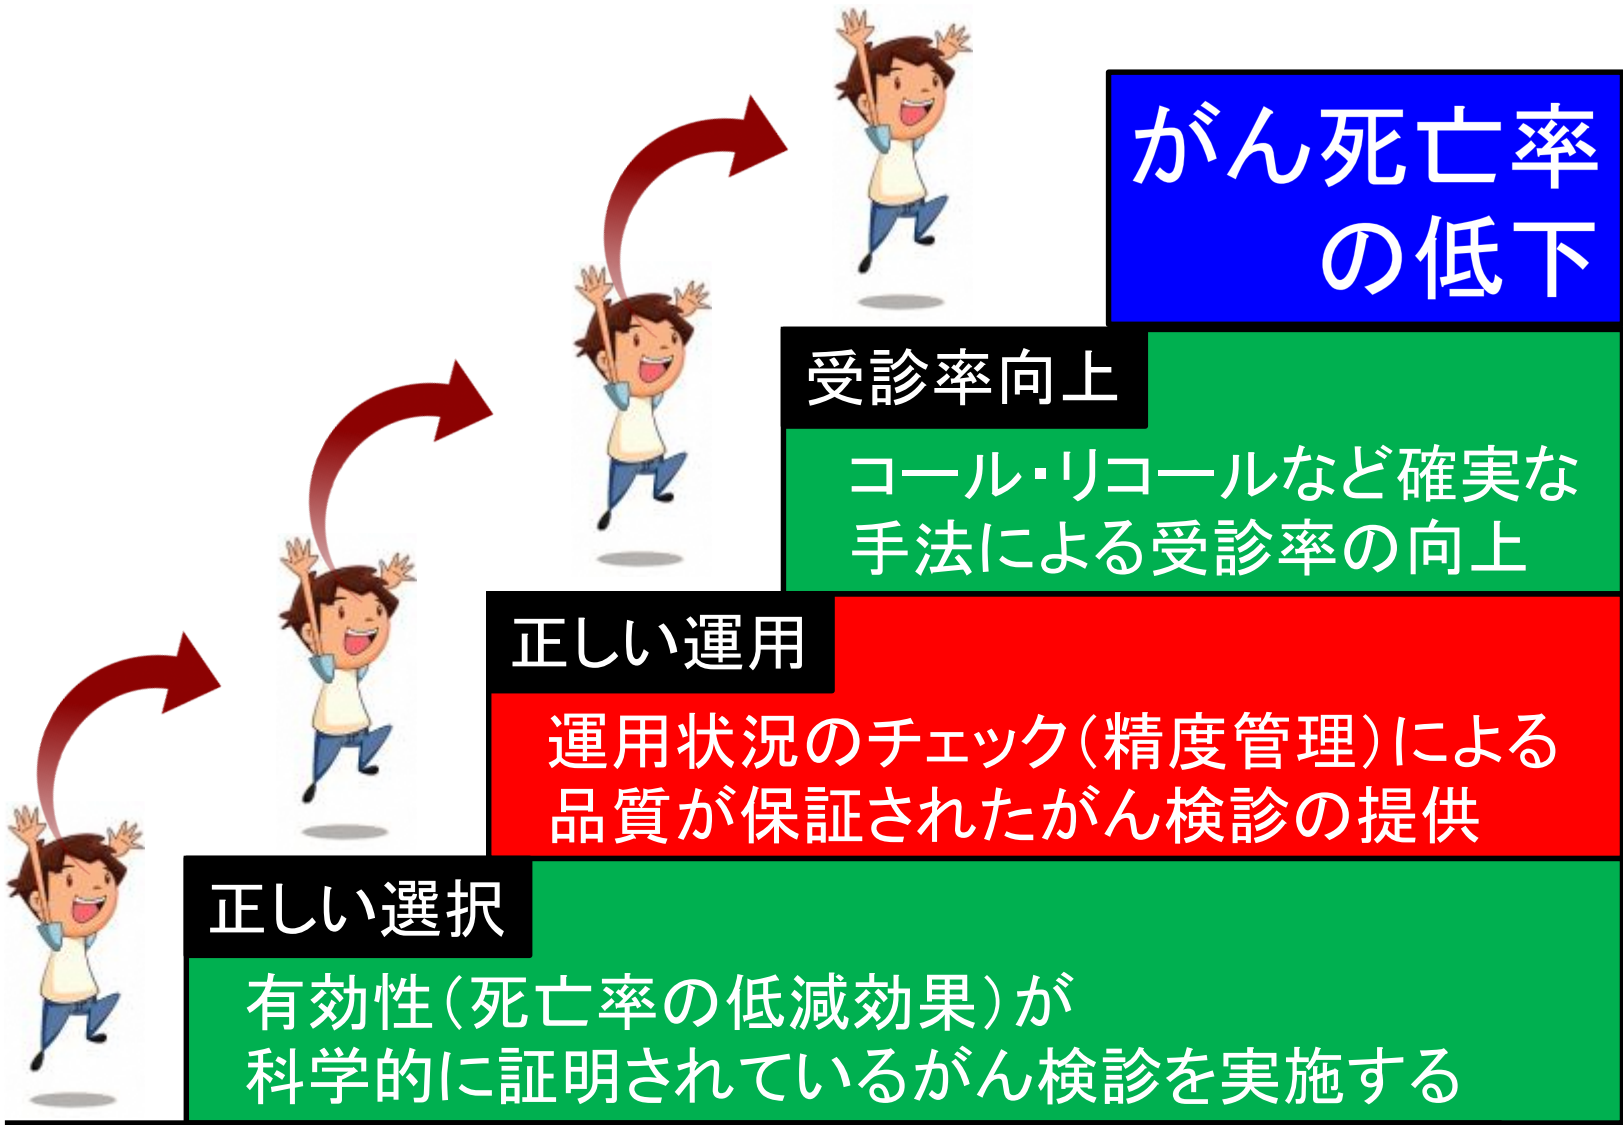 がん死亡率
の低下
受診率向上
コール・リコールなど確実な
手法による受診率の向上
正しい運用
運用状況のチェック（精度管理）による
品質が保証されたがん検診の提供
正しい選択
有効性（死亡率の低減効果）が
科学的に証明されているがん検診を実施する